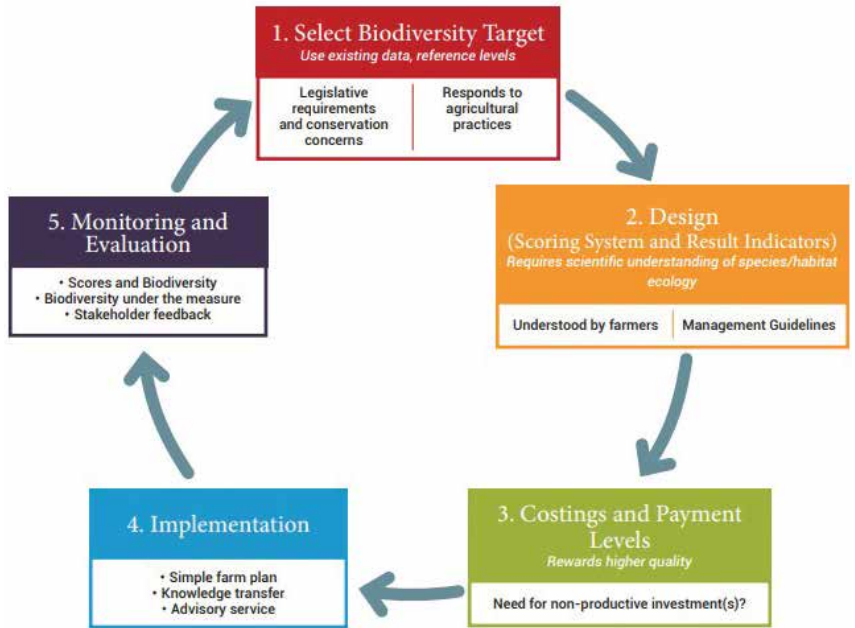 1. Select Biodiversity Target
Use existing data, reference levels
Legislative
requirements
and conservation
concerns
Responds to
agricultural
practices
2. Design
(Scoring System and Result Indicators)
Requires scientific understanding of species/habitat
ecology
Understood by farmers
Management Guidelines
3. Costings and Payment
Levels
Rewards higher quality
Need for non-productive investment(s)?
4. Implementation
• Simple farm plan
• Knowledge transfer
• Advisory service
5. Monitoring and
Evaluation
• Scores and Biodiversity
• Biodiversity under the measure
• Stakeholder feedback